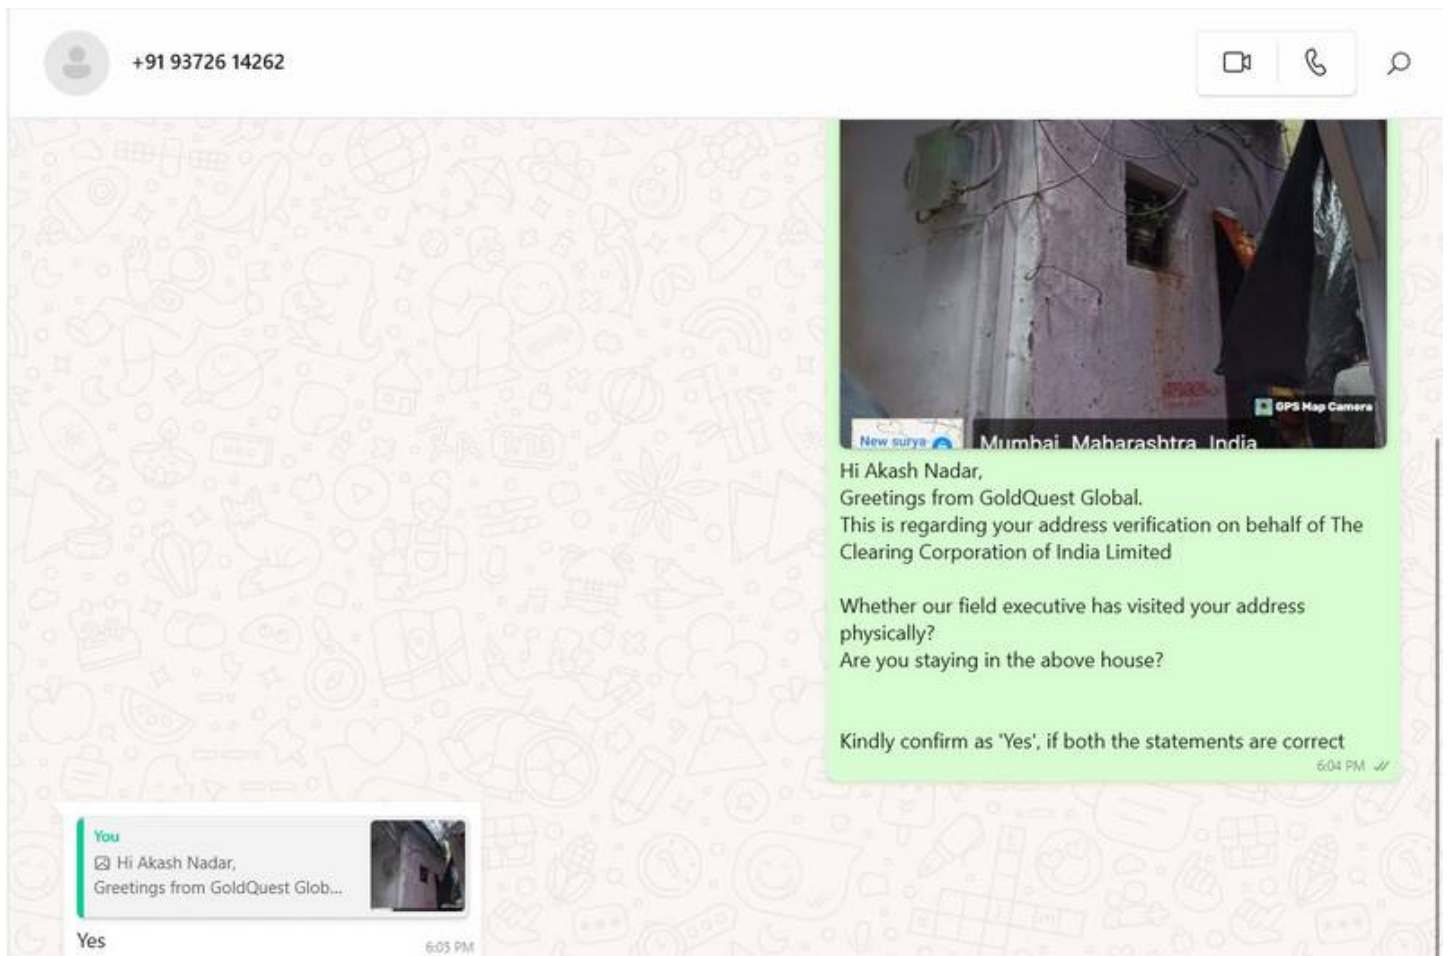 +91 93726 14262
GPS Map Camera
New surya
Mumbai, Maharashtra, India
Hi Akash Nadar,
Greetings from GoldQuest Global.
This is regarding your address verification on behalf of The
Clearing Corporation of India Limited
Whether our field executive has visited your address
physically?
Are you staying in the above house?
Kindly confirm as 'Yes', if both the statements are correct
6:04 PM
You
Hi Akash Nadar,
Greetings from GoldQuest Glob...
Yes
6:05 PM